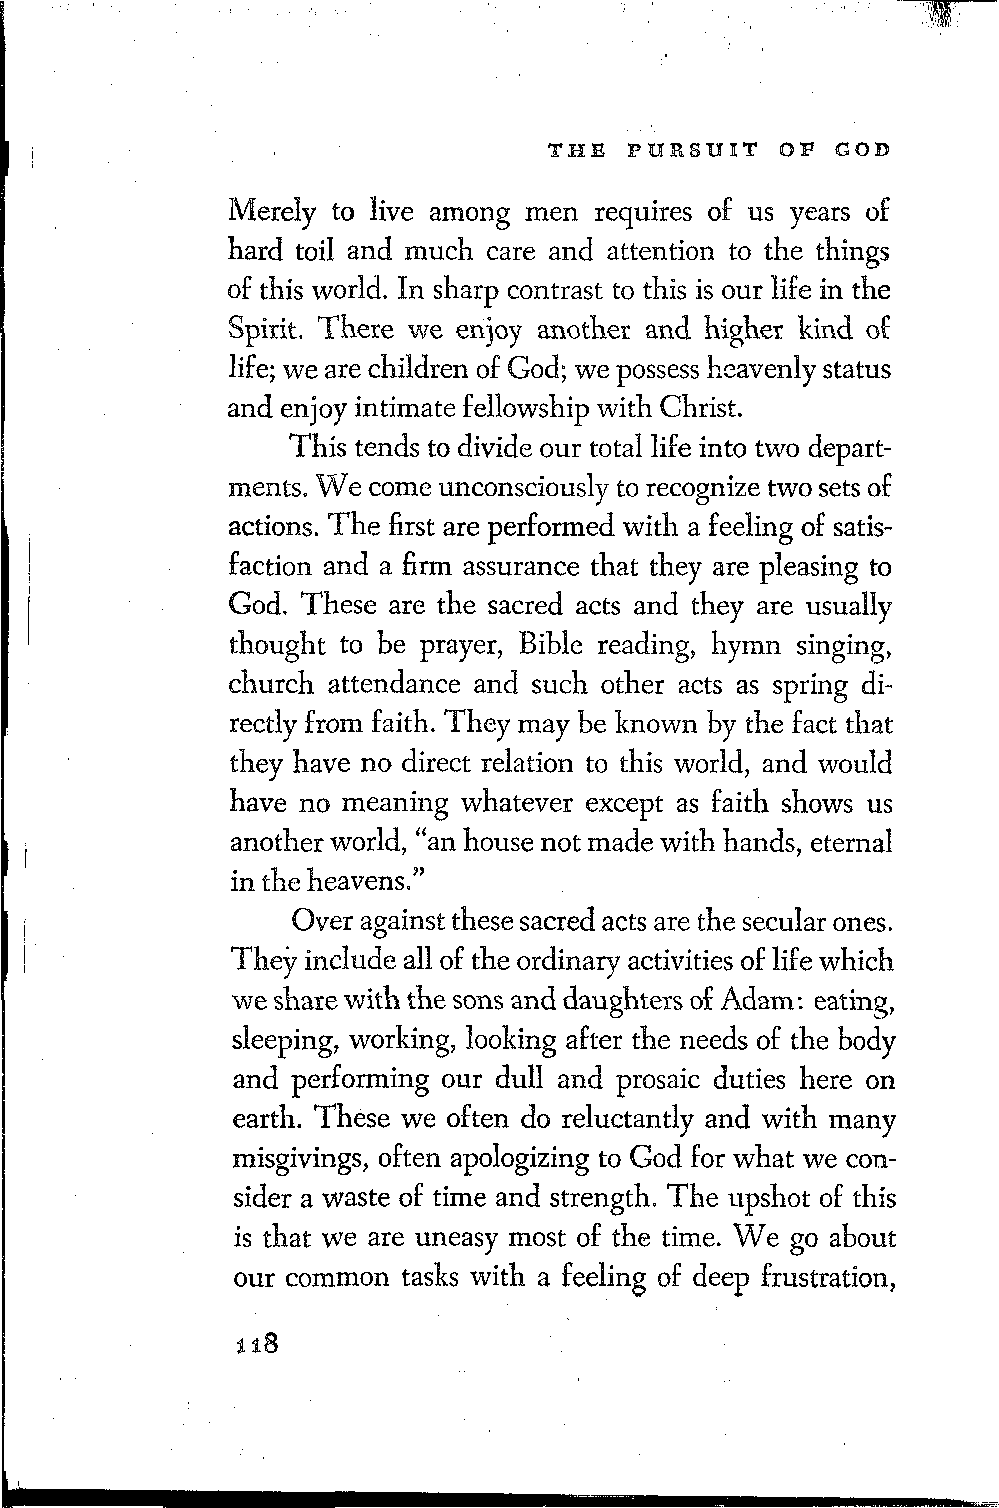 THE PURSUIT OF GOD
Merely to live among men requires of us years of
hard toil and much care and attention to the things
of this world. In sharp contrast to this is our life in the
Spirit. There we enjoy another and higher kind of
life; we are children of God; we possess heavenly status
and enjoy intimate fellowship with Christ.
This tends to divide our total life into two depart-
ments. We come unconsciously to recognize two sets of
actions. The first are performed with a feeling of satis-
faction and a firm assurance that they are pleasing to
God. These are the sacred acts and they are usually
thought to be prayer, Bible reading, hymn singing,
church attendance and such other acts as spring di-
rectly from faith. They may be known by the fact that
they have no direct relation to this world, and would
have no meaning whatever except as faith shows us
another world, “an house not made with hands, eternal
in the heavens.”
Over against these sacred acts are the secular ones.
They include all of the ordinary activities of life which
we share with the sons and daughters of Adam: eating,
sleeping, working, looking after the needs of the body
and performing our dull and prosaic duties here on
earth. These we often do reluctantly and with many
misgivings, often apologizing to God for what we con-
sider a waste of time and strength. The upshot of this
is that we are uneasy most of the time. We go about
our common tasks with a feeling of deep frustration,
118